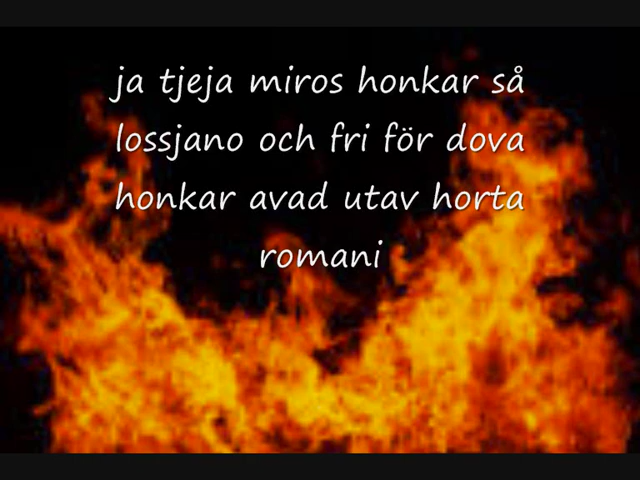 ja tjeja miros honkar så
lossjano och fri för dova
honkar avad utav horta
romani